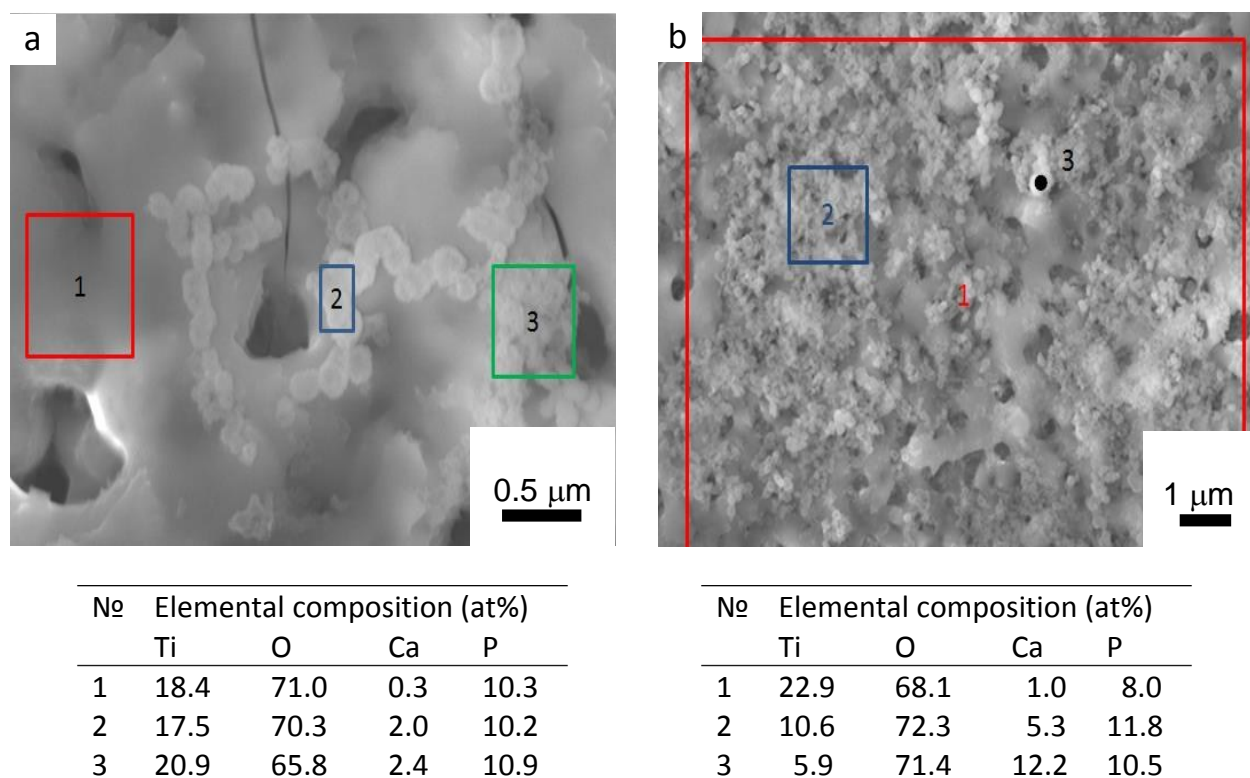 a
1
2
3
0.5 μm
b
3
2
1
1 μm
№ Elemental composition (at%)
Ti O Ca P
1 18.4 71.0 0.3 10.3
2 17.5 70.3 2.0 10.2
3 20.9 65.8 2.4 10.9
№ Elemental composition (at%)
Ti O Ca P
1 22.9 68.1 1.0 8.0
2 10.6 72.3 5.3 11.8
3 5.9 71.4 12.2 10.5